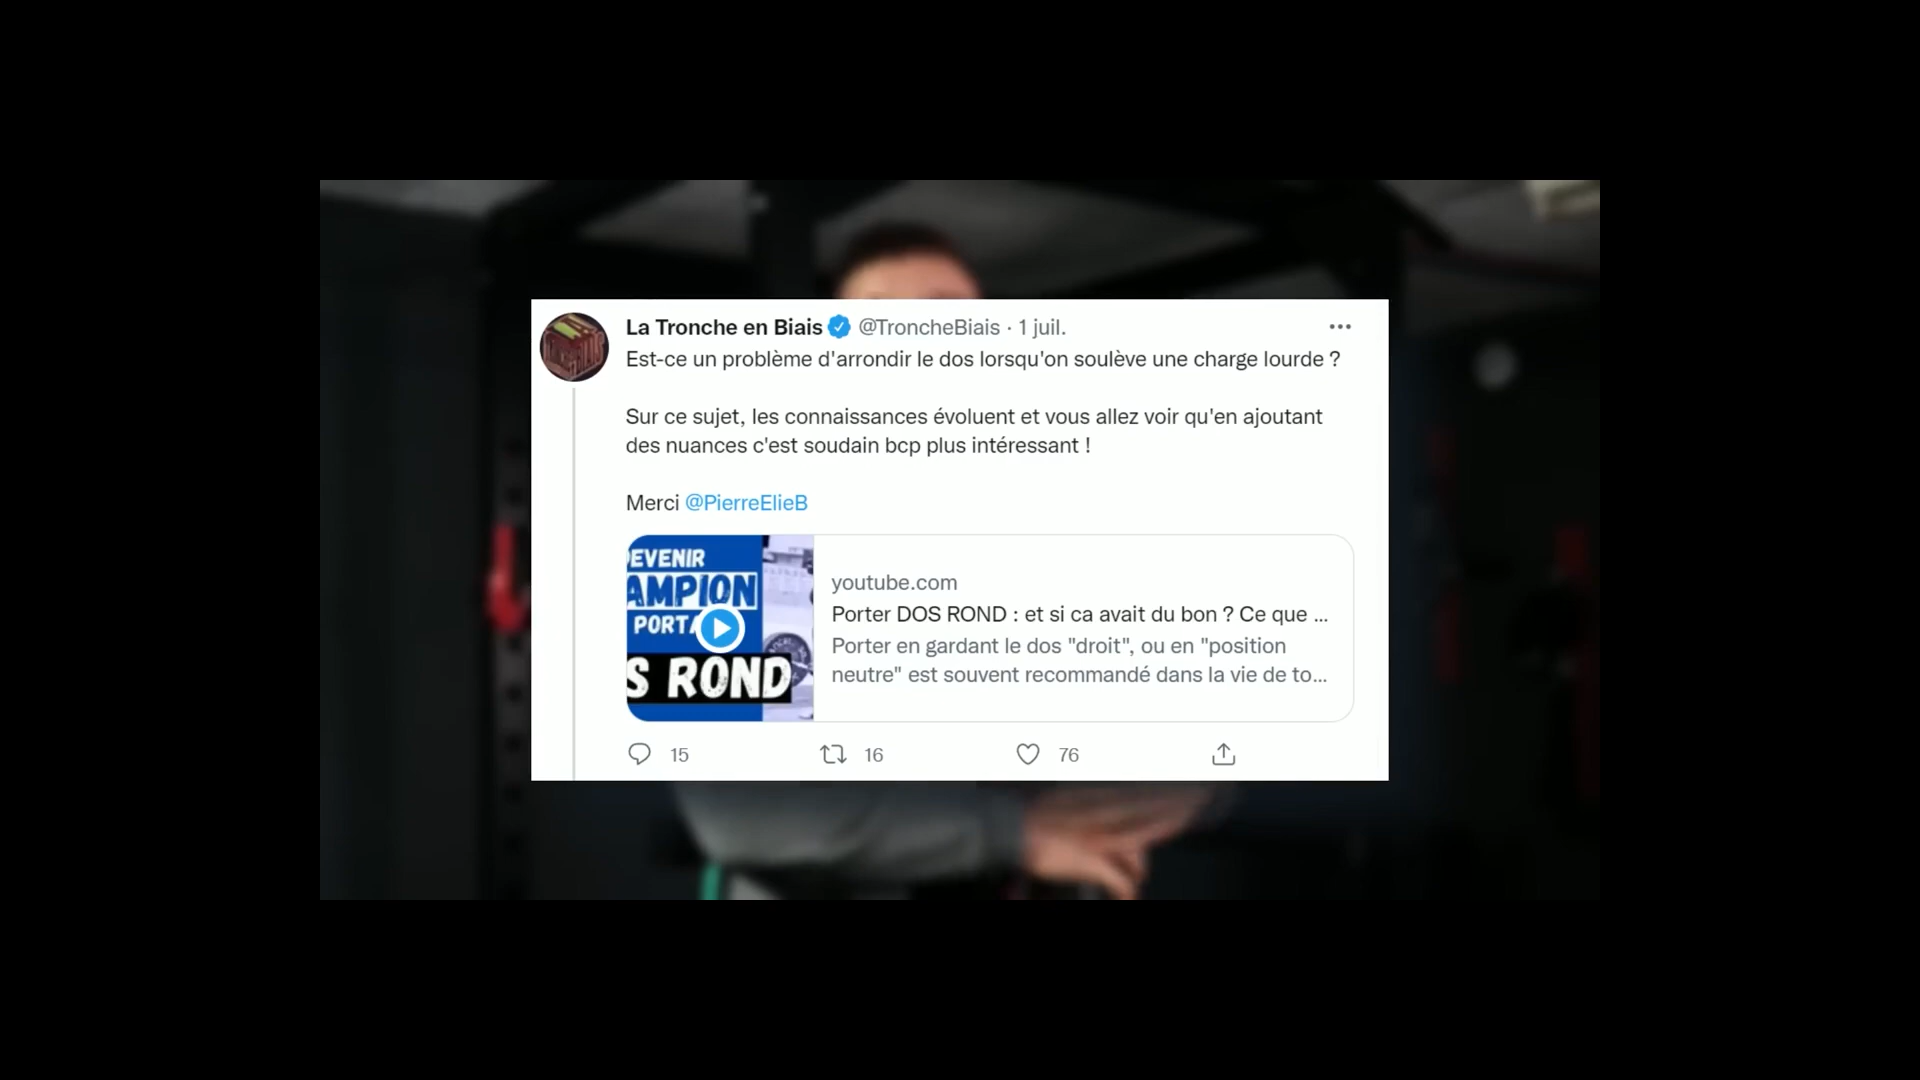 La Tronche en Biais @TroncheBiais · 1 juil.
Est-ce un problème d'arrondir le dos lorsqu'on soulève une charge lourde ?
Sur ce sujet, les connaissances évoluent et vous allez voir qu'en ajoutant
des nuances c'est soudain bcp plus intéressant !
Merci @PierreElieB
EVENIR
AMPION
PORTA
S ROND
youtube.com
Porter DOS ROND : et si ca avait du bon ? Ce que ...
Porter en gardant le dos "droit", ou en "position
neutre" est souvent recommandé dans la vie de to...
15 16 76